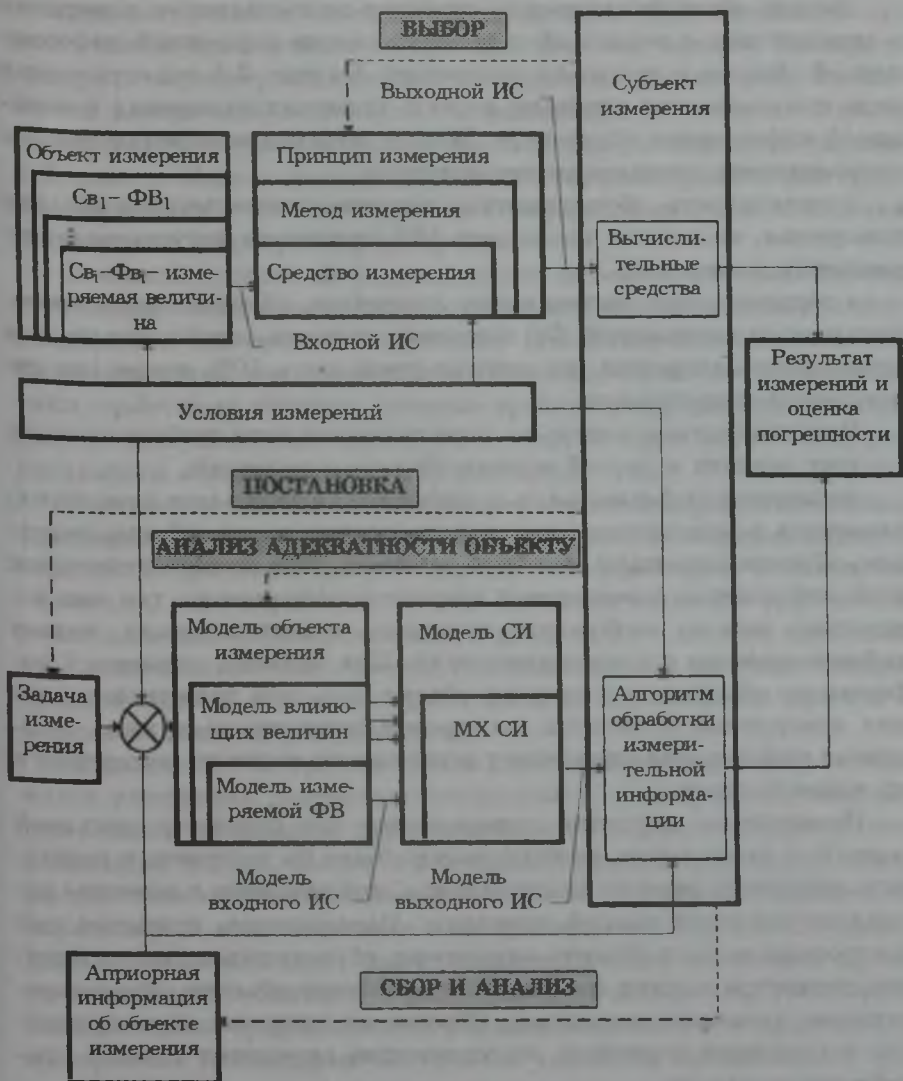 ВЫБОР
Выходной ИС
Субъект
измерения
Объект измерения
Св₁- ФВ₁
Свᵢ-Фвᵢ- изме-
ряемая величи-
на
Принцип измерения
Метод измерения
Средство измерения
Вычисли-
тельные
средства
Входной ИС
Результат
измерений и
оценка
погрешности
Условия измерений
ПОСТАНОВКА
АНАЛИЗ АДЕКВАТНОСТИ ОБЪЕКТУ
Модель объекта
измерения
Модель СИ
Задача
изме-
рения
Модель влияю-
щих величин
МХ СИ
Модель изме-
ряемой ФВ
Алгоритм
обработки
измери-
тельной
информа-
ции
Модель
входного ИС
Модель
выходного ИС
Априорная
информация
об объекте
измерения
СБОР И АНАЛИЗ